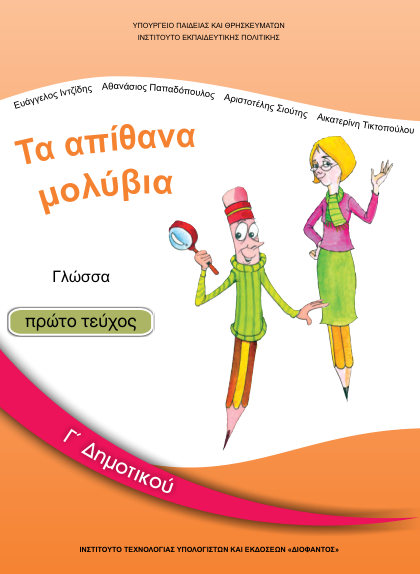 ΥΠΟΥΡΓΕΙΟ ΠΑΙΔΕΙΑΣ ΚΑΙ ΘΡΗΣΚΕΥΜΑΤΩΝ
ΙΝΣΤΙΤΟΥΤΟ ΕΚΠΑΙΔΕΥΤΙΚΗΣ ΠΟΛΙΤΙΚΗΣ
Ευάγγελος Ιντζίδης Αθανάσιος Παπαδόπουλος Αριστοτέλης Σιούτης Αικατερίνη Τικτοπούλου
Τα απίθανα
μολύβια
Γλώσσα
πρώτο τεύχος
Γ΄ Δημοτικού
ΙΝΣΤΙΤΟΥΤΟ ΤΕΧΝΟΛΟΓΙΑΣ ΥΠΟΛΟΓΙΣΤΩΝ ΚΑΙ ΕΚΔΟΣΕΩΝ «ΔΙΟΦΑΝΤΟΣ»